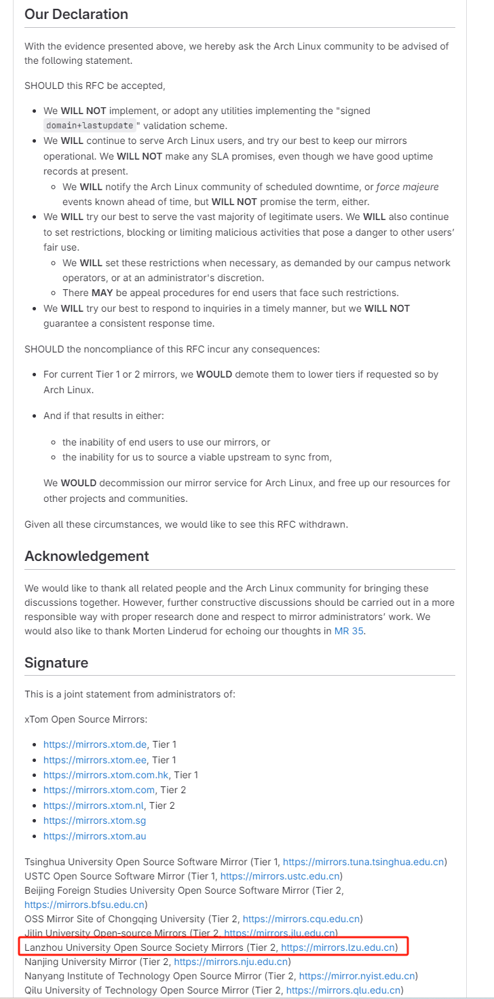 Our Declaration
With the evidence presented above, we hereby ask the Arch Linux community to be advised of
the following statement.
SHOULD this RFC be accepted,
We WILL NOT implement, or adopt any utilities implementing the "signed
domain+lastupdate" validation scheme.
We WILL continue to serve Arch Linux users, and try our best to keep our mirrors
operational. We WILL NOT make any SLA promises, even though we have good uptime
records at present.
We WILL notify the Arch Linux community of scheduled downtime, or force majeure
events known ahead of time, but WILL NOT promise the term, either.
We WILL try our best to serve the vast majority of legitimate users. We WILL also continue
to set restrictions, blocking or limiting malicious activities that pose a danger to other users’
fair use.
We WILL set these restrictions when necessary, as demanded by our campus network
operators, or at an administrator's discretion.
There MAY be appeal procedures for end users that face such restrictions.
We WILL try our best to respond to inquiries in a timely manner, but we WILL NOT
guarantee a consistent response time.
SHOULD the noncompliance of this RFC incur any consequences:
For current Tier 1 or 2 mirrors, we WOULD demote them to lower tiers if requested so by
Arch Linux.
And if that results in either:
the inability of end users to use our mirrors, or
the inability for us to source a viable upstream to sync from,
We WOULD decommission our mirror service for Arch Linux, and free up our resources for
other projects and communities.
Given all these circumstances, we would like to see this RFC withdrawn.
Acknowledgement
We would like to thank all related people and the Arch Linux community for bringing these
discussions together. However, further constructive discussions should be carried out in a more
responsible way with proper research done and respect to mirror administrators’ work. We
would also like to thank Morten Linderud for echoing our thoughts in MR 35.
Signature
This is a joint statement from administrators of:
xTom Open Source Mirrors:
https://mirrors.xtom.de, Tier 1
https://mirrors.xtom.ee, Tier 1
https://mirrors.xtom.com.hk, Tier 1
https://mirrors.xtom.com, Tier 2
https://mirrors.xtom.nl, Tier 2
https://mirrors.xtom.sg
https://mirrors.xtom.au
Tsinghua University Open Source Software Mirror (Tier 1, https://mirrors.tuna.tsinghua.edu.cn)
USTC Open Source Software Mirror (Tier 1, https://mirrors.ustc.edu.cn)
Beijing Foreign Studies University Open Source Software Mirror (Tier 2,
https://mirrors.bfsu.edu.cn)
OSS Mirror Site of Chongqing University (Tier 2, https://mirrors.cqu.edu.cn)
Jilin University Open-source Mirrors (Tier 2, https://mirrors.jlu.edu.cn)
Lanzhou University Open Source Society Mirrors (Tier 2, https://mirrors.lzu.edu.cn)
Nanjing University Mirror (Tier 2, https://mirrors.nju.edu.cn)
Nanyang Institute of Technology Open Source Mirror (Tier 2, https://mirror.nyist.edu.cn)
Qilu University of Technology Open Source Mirror (Tier 2, https://mirrors.qlu.edu.cn)